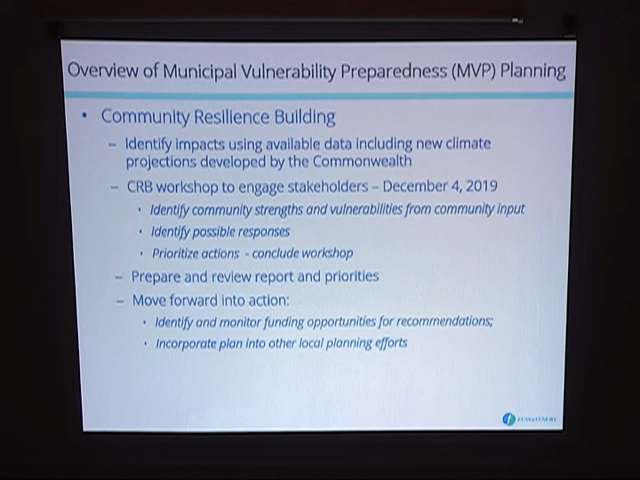 Overview of Municipal Vulnerability Preparedness (MVP) Planning
• Community Resilience Building
– Identify impacts using available data including new climate
projections developed by the Commonwealth
– CRB workshop to engage stakeholders – December 4, 2019
• Identify community strengths and vulnerabilities from community input
• Identify possible responses
• Prioritize actions - conclude workshop
– Prepare and review report and priorities
– Move forward into action:
• Identify and monitor funding opportunities for recommendations;
• Incorporate plan into other local planning efforts